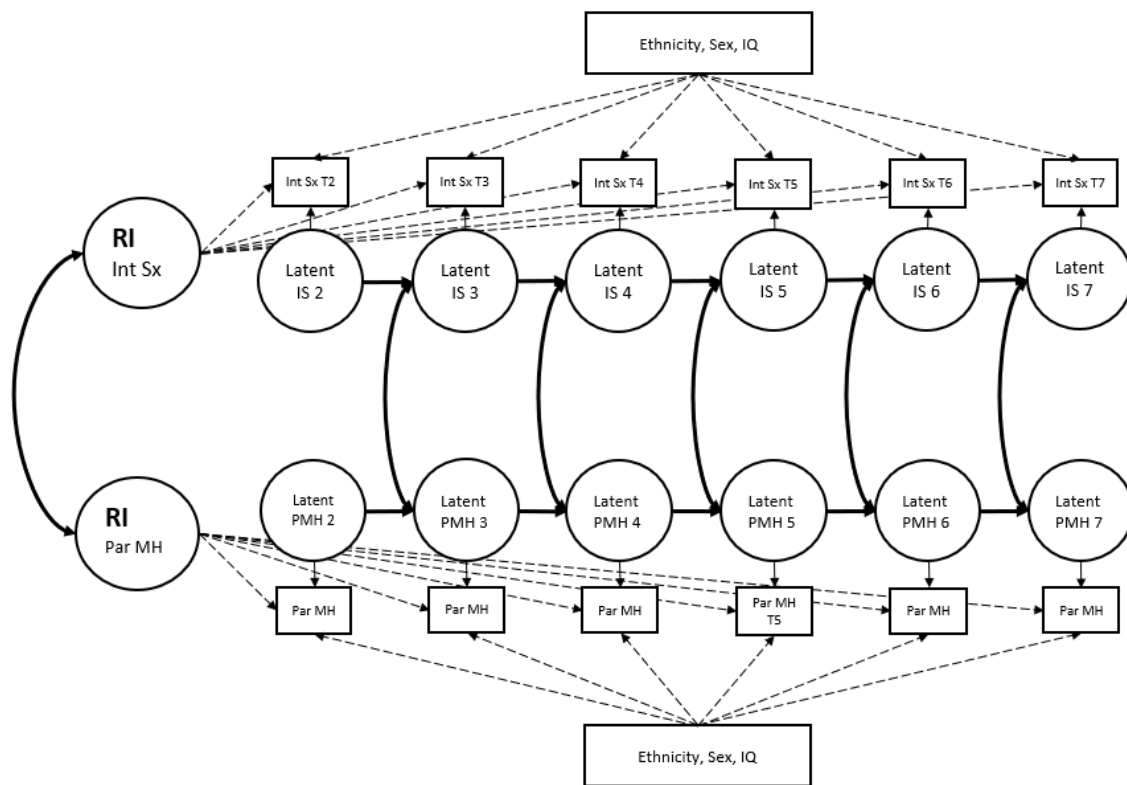 Ethnicity, Sex, IQ
Int Sx T2
Int Sx T3
Int Sx T4
Int Sx T5
Int Sx T6
Int Sx T7
RI
Int Sx
Latent
IS 2
Latent
IS 3
Latent
IS 4
Latent
IS 5
Latent
IS 6
Latent
IS 7
RI
Par MH
Latent
PMH 2
Latent
PMH 3
Latent
PMH 4
Latent
PMH 5
Latent
PMH 6
Latent
PMH 7
Par MH
Par MH
Par MH
Par MH
T5
Par MH
Par MH
Ethnicity, Sex, IQ